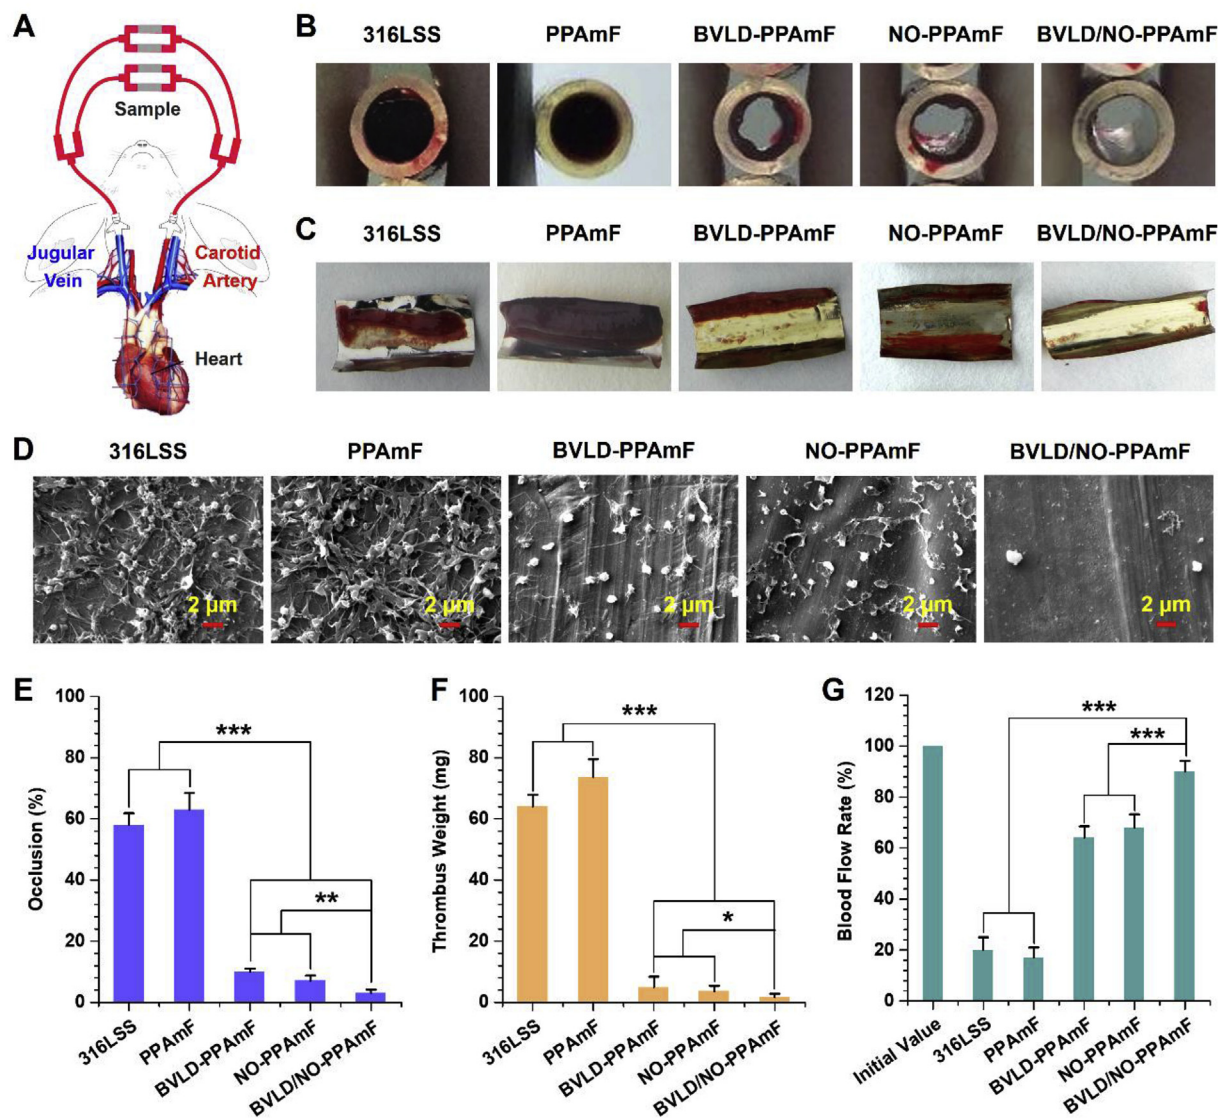 A
Sample
Jugular
Vein
Carotid
Artery
Heart
B
316LSS PPAmF BVLD-PPAmF NO-PPAmF BVLD/NO-PPAmF
C
316LSS PPAmF BVLD-PPAmF NO-PPAmF BVLD/NO-PPAmF
D
316LSS PPAmF BVLD-PPAmF NO-PPAmF BVLD/NO-PPAmF
2 µm 2 µm 2 µm 2 µm 2 µm
E
Occlusion (%)
100
80
60
40
20
0
***
**
316LSS
PPAmF
BVLD-PPAmF
NO-PPAmF
BVLD/NO-PPAmF
F
Thrombus Weight (mg)
100
80
60
40
20
0
***
*
316LSS
PPAmF
BVLD-PPAmF
NO-PPAmF
BVLD/NO-PPAmF
G
Blood Flow Rate (%)
120
100
80
60
40
20
0
***
***
Initial Value
316LSS
PPAmF
BVLD-PPAmF
NO-PPAmF
BVLD/NO-PPAmF